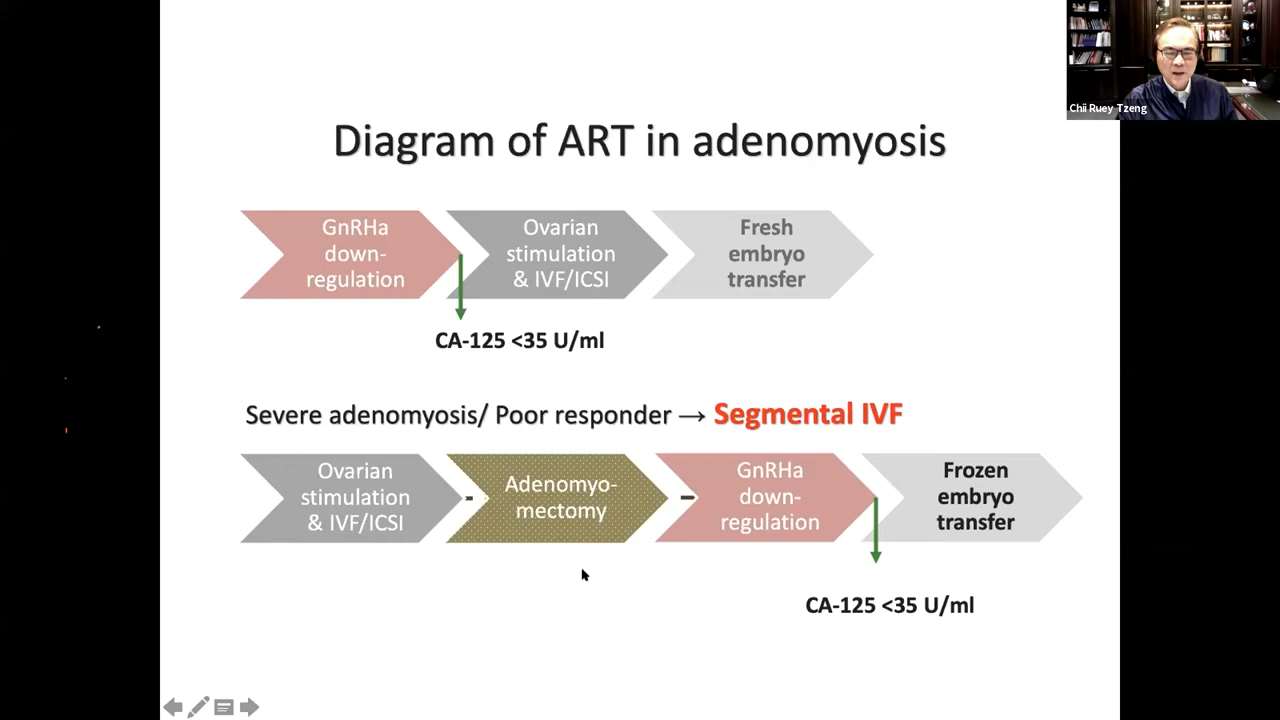 Chii Ruey Tzeng
Diagram of ART in adenomyosis
GnRHa
down-
regulation
Ovarian
stimulation
& IVF/ICSI
Fresh
embryo
transfer
CA-125 <35 U/ml
Severe adenomyosis/ Poor responder → Segmental IVF
Ovarian
stimulation
& IVF/ICSI
Adenomyo-
mectomy
GnRHa
down-
regulation
Frozen
embryo
transfer
CA-125 <35 U/ml